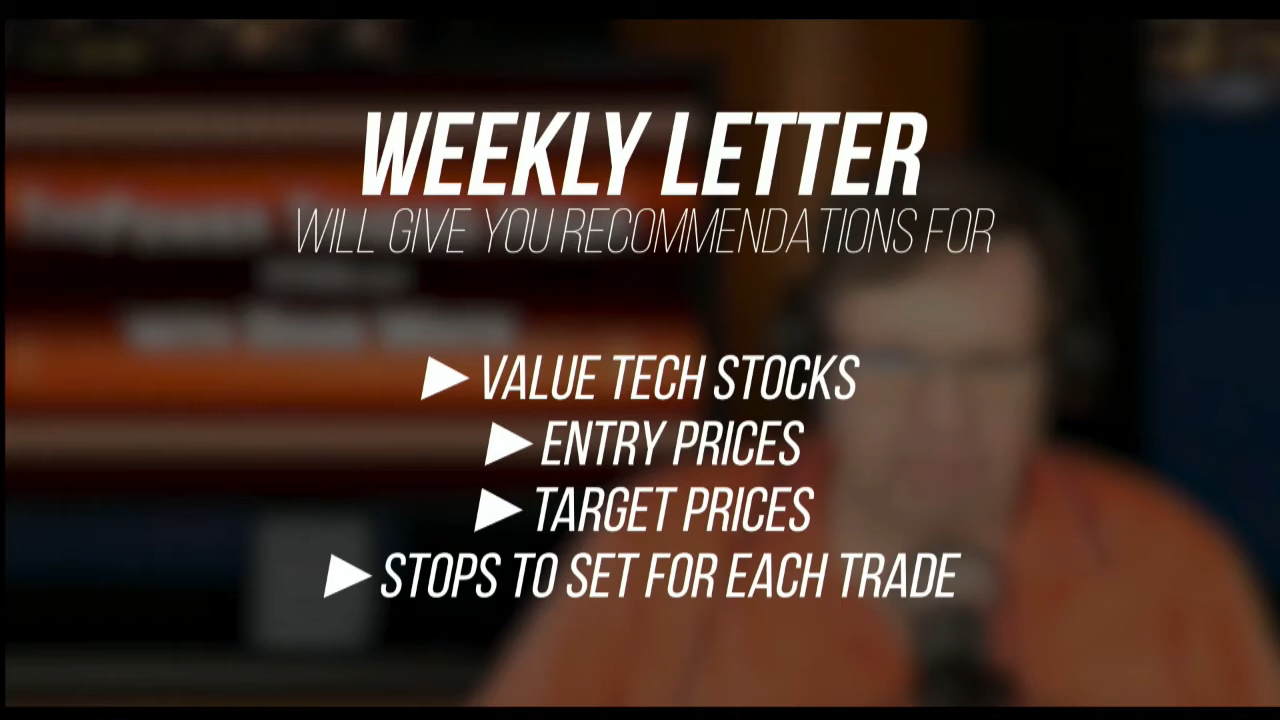 WEEKLY LETTER
WILL GIVE YOU RECOMMENDATIONS FOR
► VALUE TECH STOCKS
► ENTRY PRICES
► TARGET PRICES
► STOPS TO SET FOR EACH TRADE